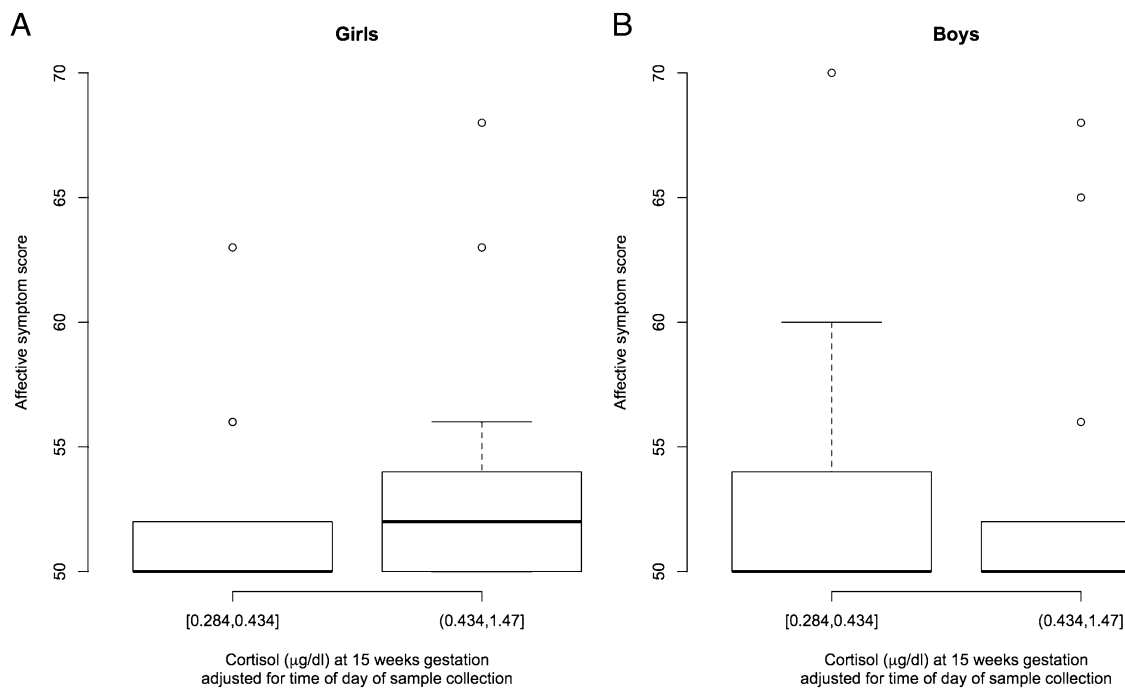 A
Girls
70
65
60
55
50
Affective symptom score
[0.284,0.434]
(0.434,1.47]
Cortisol (μg/dl) at 15 weeks gestation
adjusted for time of day of sample collection
B
Boys
70
65
60
55
50
Affective symptom score
[0.284,0.434]
(0.434,1.47]
Cortisol (μg/dl) at 15 weeks gestation
adjusted for time of day of sample collection